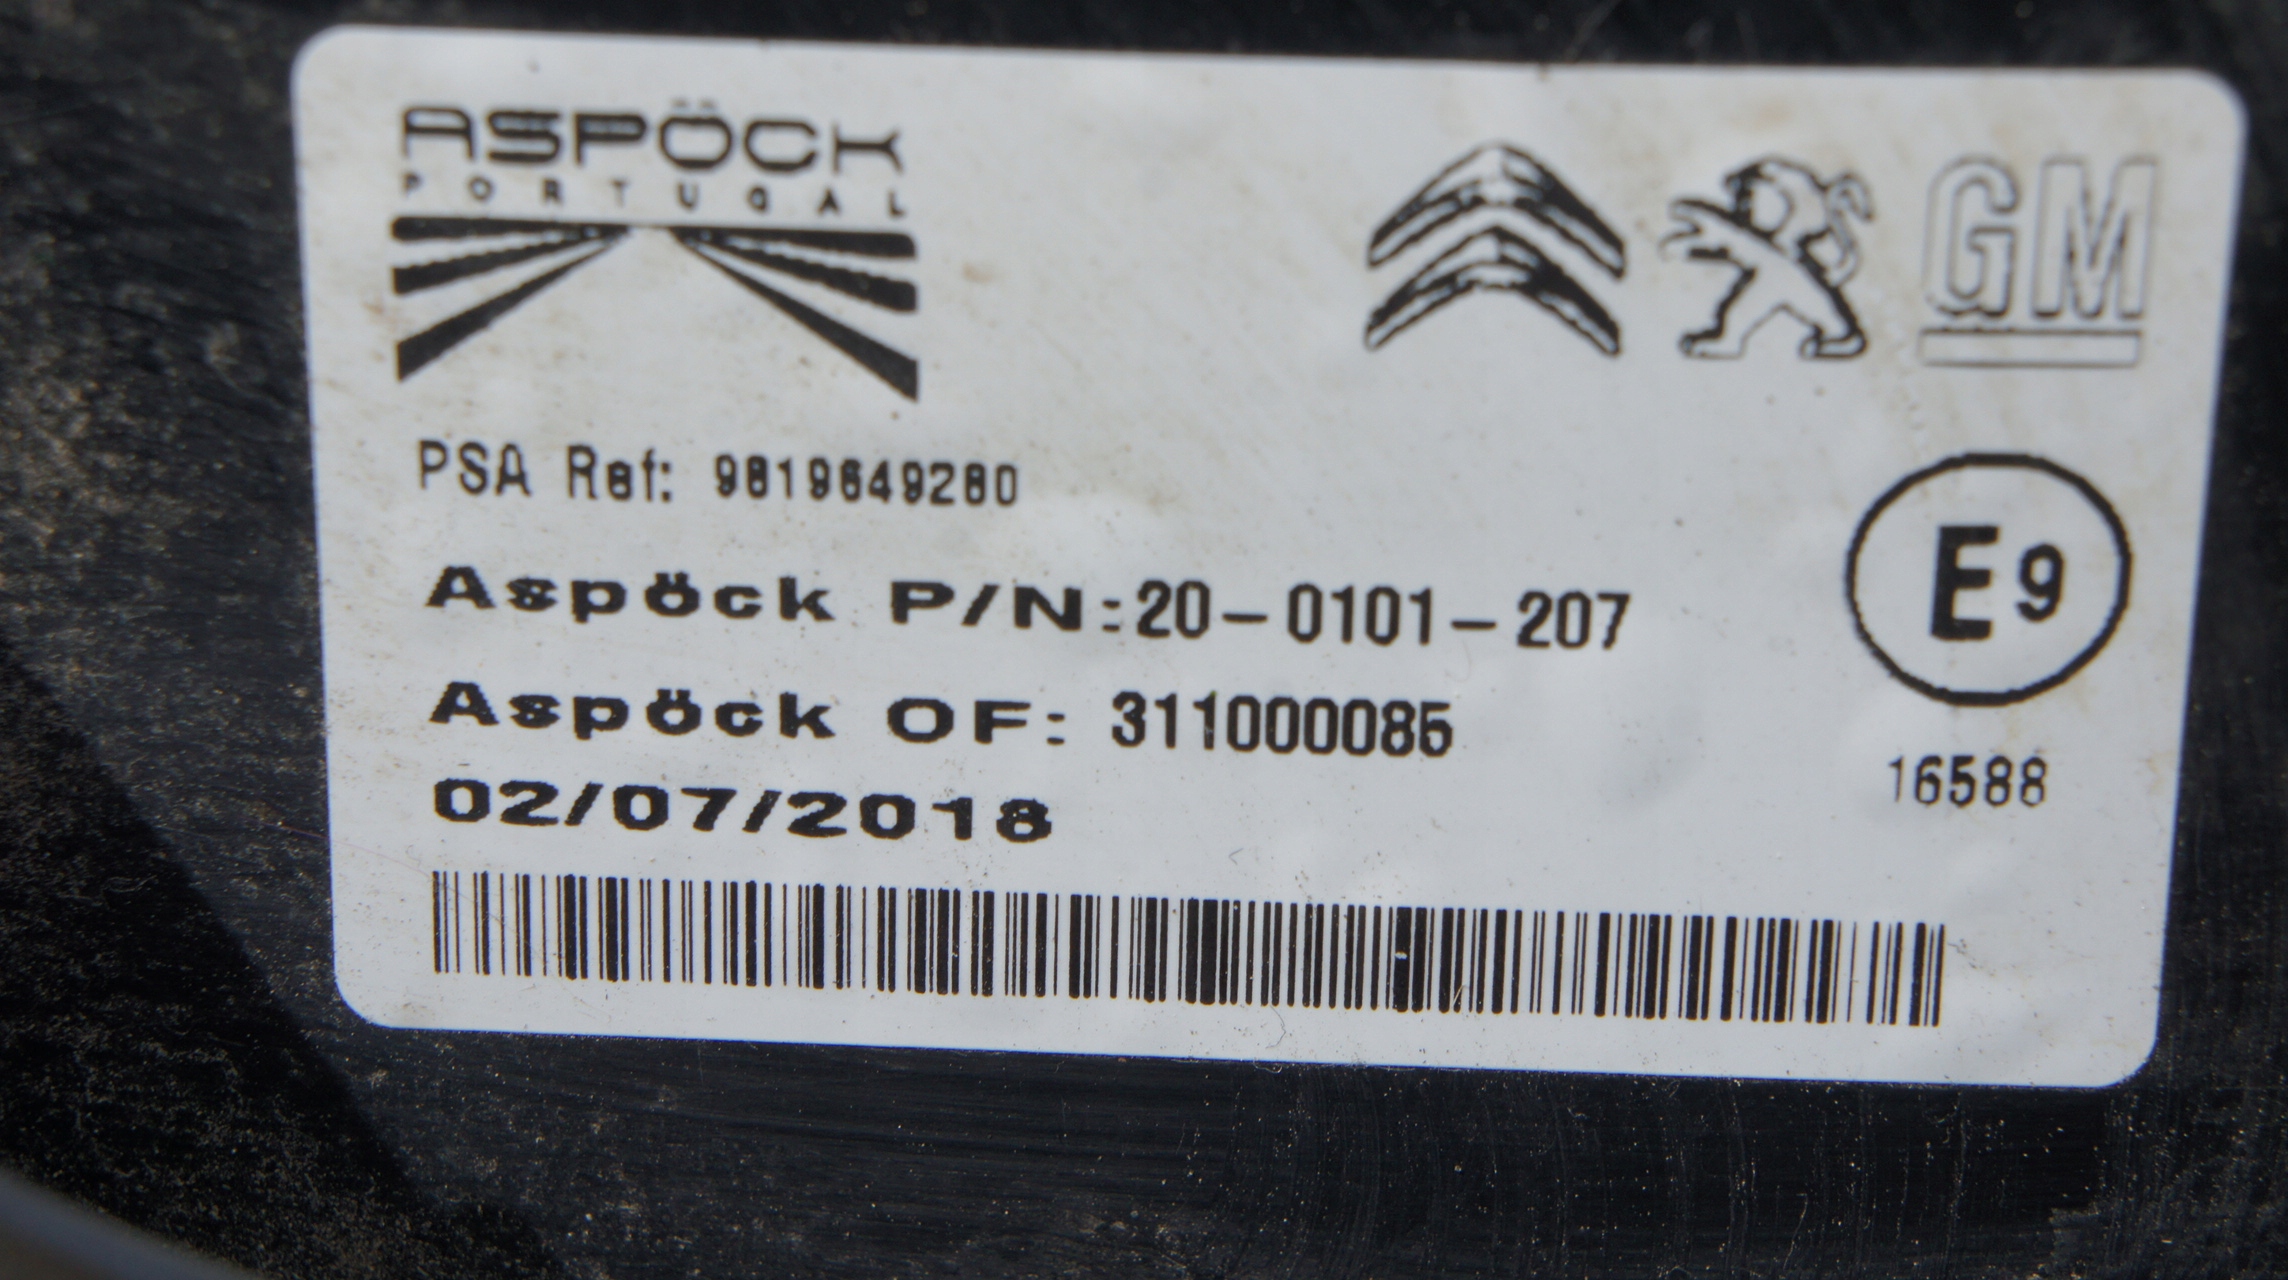 ASPÖCK
PORTUGAL
GM
PSA Ref: 9819649280
E9
Aspöck P/N:20-0101-207
Aspöck OF: 311000085
16588
02/07/2018